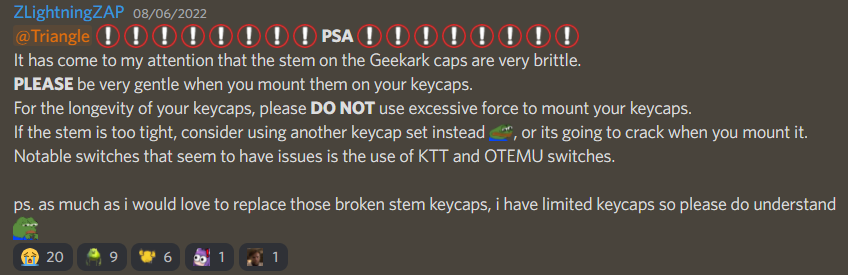 ZLightningZAP 08/06/2022
@Triangle PSA
It has come to my attention that the stem on the Geekark caps are very brittle.
PLEASE be very gentle when you mount them on your keycaps.
For the longevity of your keycaps, please DO NOT use excessive force to mount your keycaps.
If the stem is too tight, consider using another keycap set instead , or its going to crack when you mount it.
Notable switches that seem to have issues is the use of KTT and OTEMU switches.
ps. as much as i would love to replace those broken stem keycaps, i have limited keycaps so please do understand
20 9 6 1 1